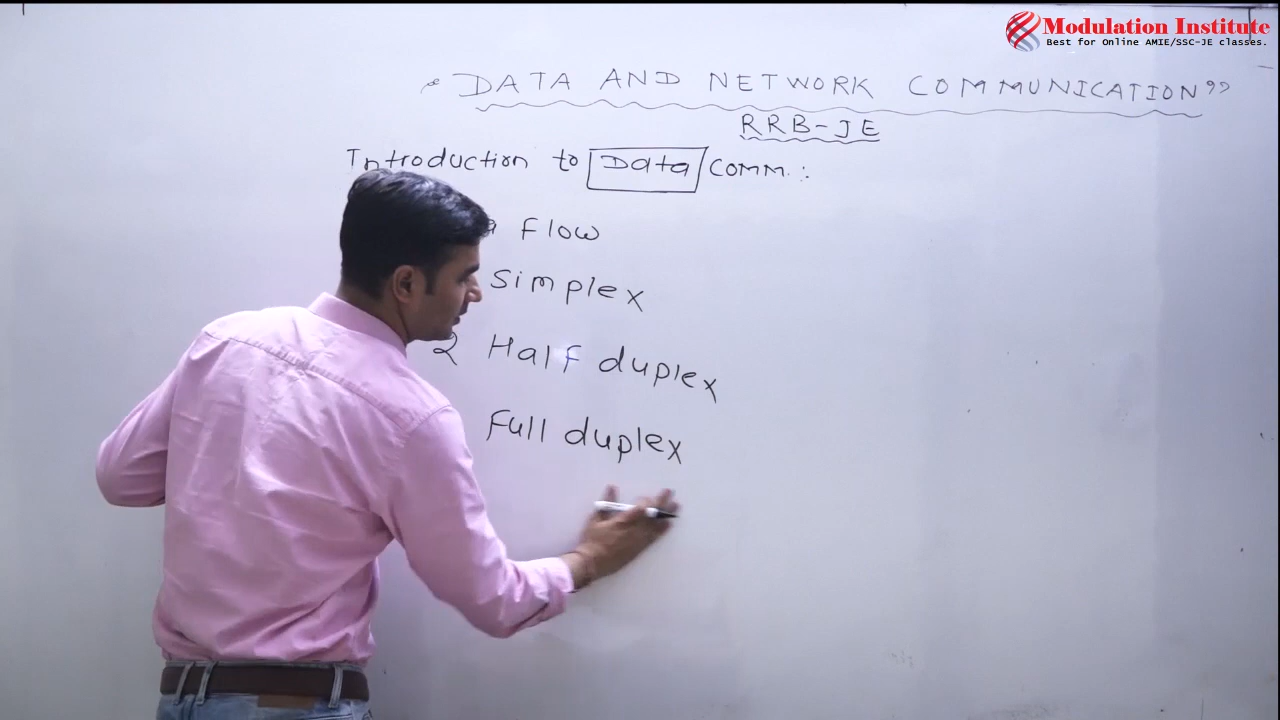 Modulation Institute
Best for Online AMIE/SSC-JE classes.
"DATA AND NETWORK COMMUNICATION"
RRB-JE
Introduction to Data Comm.:
Flow
Simplex
2 Half duplex
Full duplex